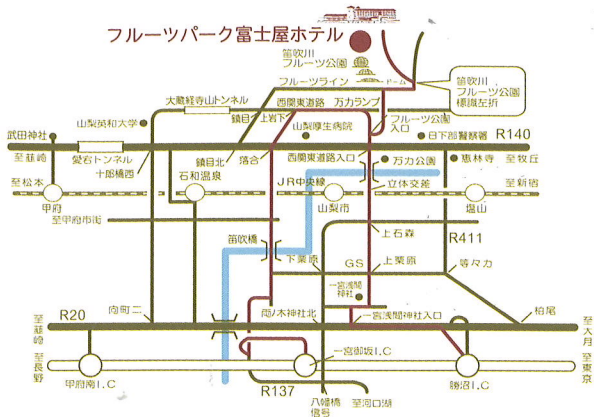 フルーツパーク富士屋ホテル
笛吹川
フルーツ公園
ドーム
フルーツライン
笛吹川
フルーツ公園
標識左折
大蔵経寺山トンネル
西関東道路
万力ランプ
鎮目上岩下
フルーツ公園
入口
山梨英和大学
山梨厚生病院
日下部警察署
武田神社
R140
至韮崎
愛宕トンネル
十郎橋西
鎮目北
落合
西関東道路入口
万力公園
恵林寺
至牧丘
至松本
石和温泉
JR中央線
立体交差
至新宿
甲府
山梨市
塩山
至甲府市街
笛吹橋
上石森
R411
下栗原
GS
上栗原
等々力
一宮浅間
神社
向町二
両ノ木神社北
一宮浅間神社入口
柏尾
至韮崎
R20
至大月
至長野
甲府南I.C
一宮御坂I.C
勝沼I.C
至東京
R137
八幡橋
信号
至河口湖